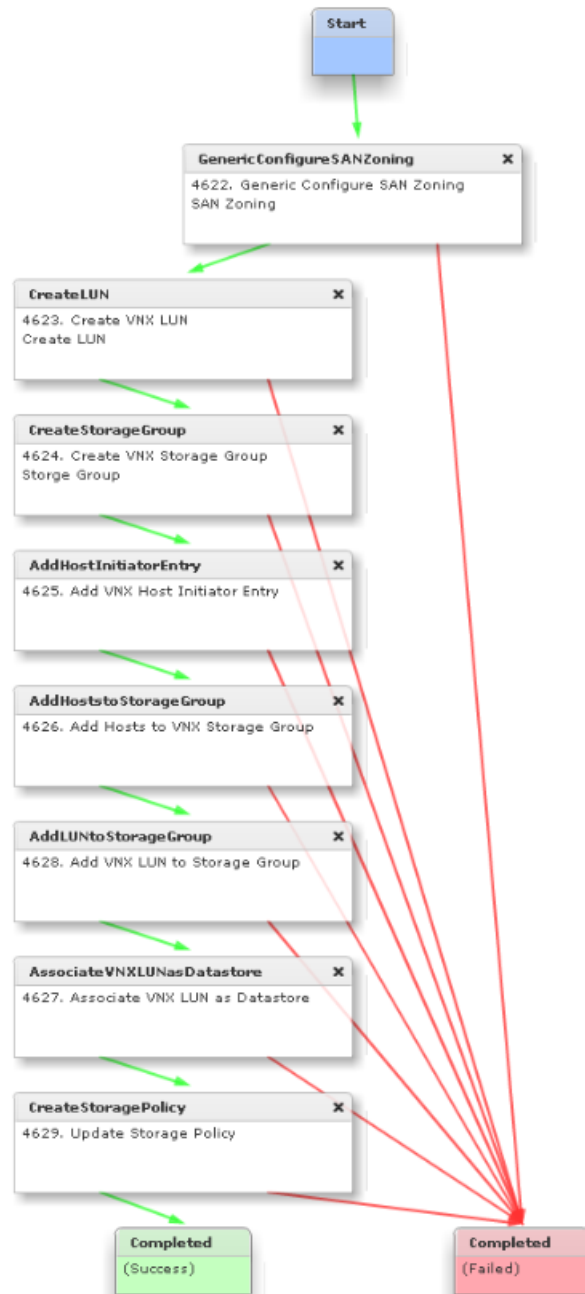 Start
GenericConfigureSANZoning ×
4622. Generic Configure SAN Zoning
SAN Zoning
CreateLUN ×
4623. Create VNX LUN
Create LUN
CreateStorageGroup ×
4624. Create VNX Storage Group
Storge Group
AddHostInitiatorEntry ×
4625. Add VNX Host Initiator Entry
AddHoststoStorageGroup ×
4626. Add Hosts to VNX Storage Group
AddLUNtoStorageGroup ×
4628. Add VNX LUN to Storage Group
AssociateVNXLUNasDatastore ×
4627. Associate VNX LUN as Datastore
CreateStoragePolicy ×
4629. Update Storage Policy
Completed
(Success)
Completed
(Failed)